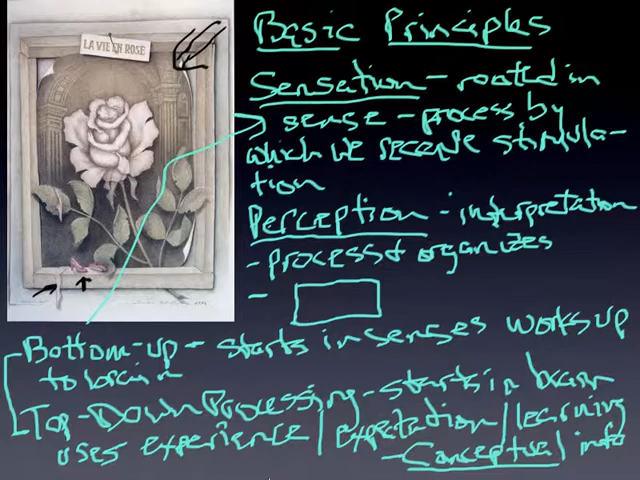 LA VIE EN ROSE
Basic Principles
Sensation - rooted in
sense - process by
which we receive stimula-
tion
Perception - interpretation
- process & organizes
-
Bottom-up - starts in senses works up
to brain
Top-Down Processing - starts in brain
uses experience / expectation / learning
- Conceptual info